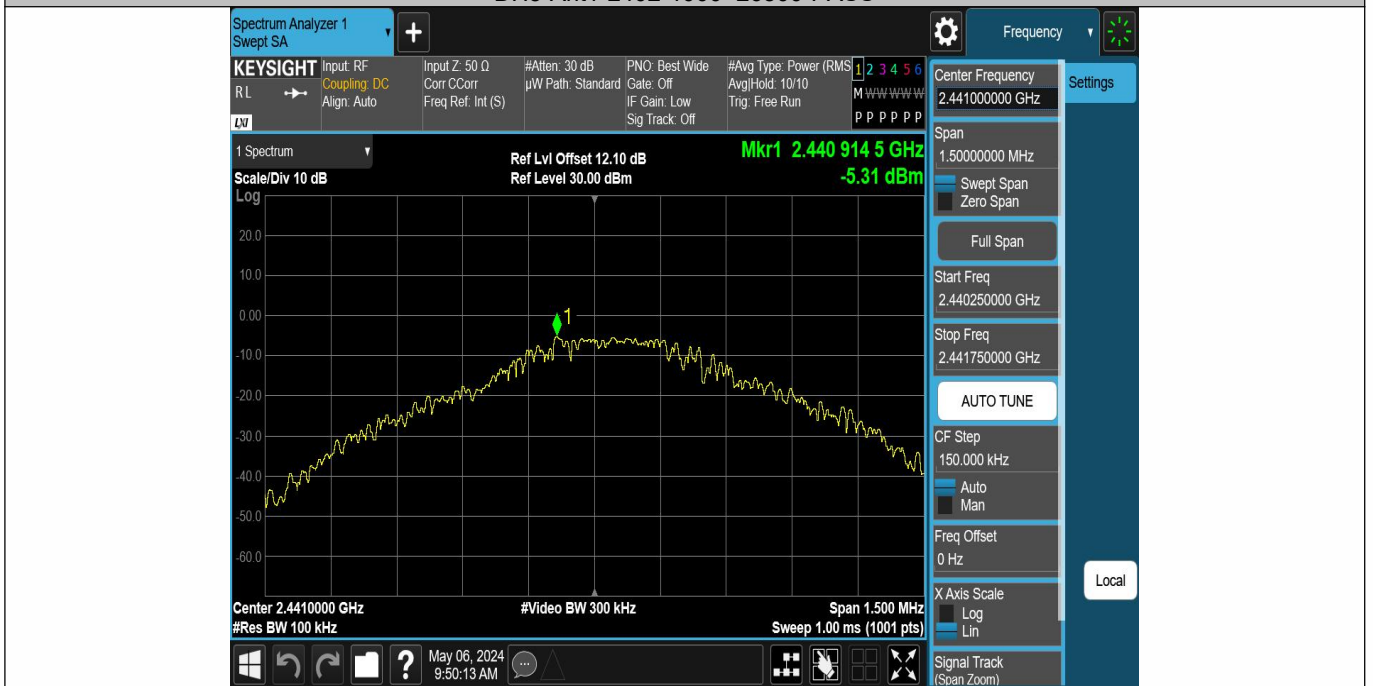 Spectrum Analyzer 1
Swept SA
+
Frequency
KEYSIGHT
RL
LXI
Input: RF
Coupling: DC
Align: Auto
Input Z: 50 Ω
Corr CCorr
Freq Ref: Int (S)
#Atten: 30 dB
µW Path: Standard
PNO: Best Wide
Gate: Off
IF Gain: Low
Sig Track: Off
#Avg Type: Power (RMS
Avg|Hold: 10/10
Trig: Free Run
1 2 3 4 5 6
M W W W W W
P P P P P P
Center Frequency
2.441000000 GHz
Settings
Span
1.50000000 MHz
Swept Span
Zero Span
Full Span
Start Freq
2.440250000 GHz
Stop Freq
2.441750000 GHz
AUTO TUNE
CF Step
150.000 kHz
Auto
Man
Freq Offset
0 Hz
X Axis Scale
Log
Lin
Signal Track
(Span Zoom)
Local
1 Spectrum
Scale/Div 10 dB
Ref Lvl Offset 12.10 dB
Ref Level 30.00 dBm
Mkr1 2.440 914 5 GHz
-5.31 dBm
Log
20.0
10.0
0.00
-10.0
-20.0
-30.0
-40.0
-50.0
-60.0
1
Center 2.4410000 GHz
#Video BW 300 kHz
Span 1.500 MHz
#Res BW 100 kHz
Sweep 1.00 ms (1001 pts)
?
May 06, 2024
9:50:13 AM